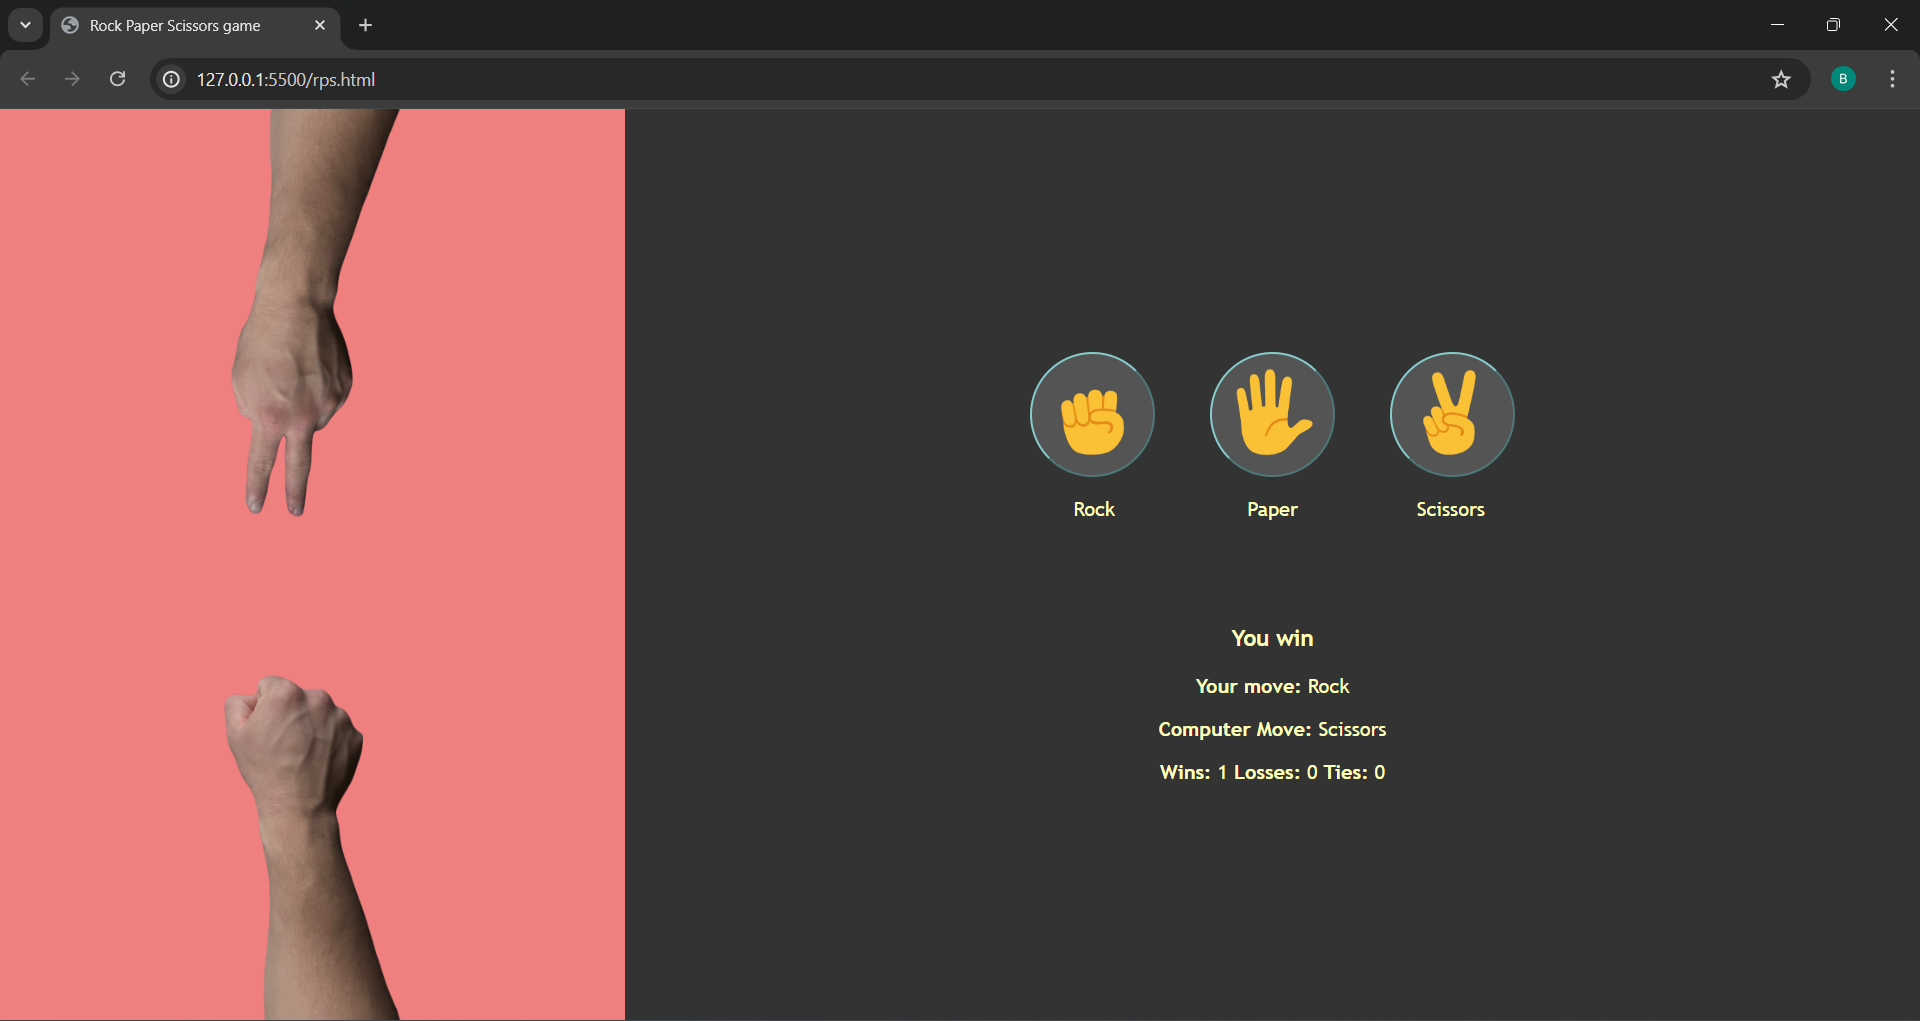 Rock Paper Scissors game
127.0.0.1:5500/rps.html
B
Rock Paper Scissors
You win
Your move: Rock
Computer Move: Scissors
Wins: 1 Losses: 0 Ties: 0